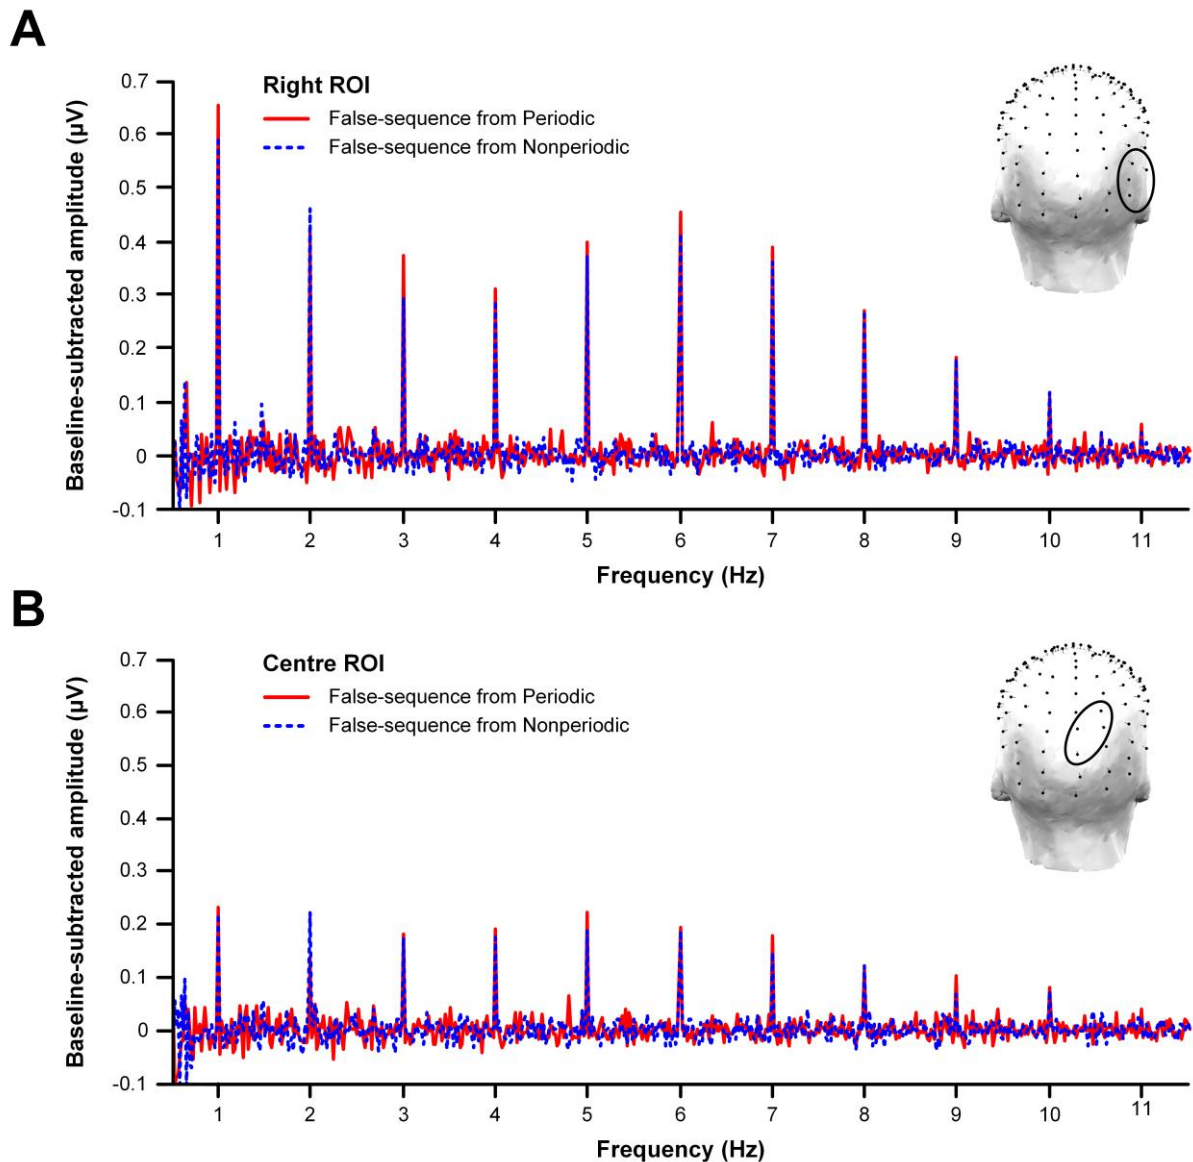 A
Right ROI
False-sequence from Periodic
False-sequence from Nonperiodic
Baseline-subtracted amplitude (µV)
0.7
0.6
0.5
0.4
0.3
0.2
0.1
0
-0.1
1 2 3 4 5 6 7 8 9 10 11
Frequency (Hz)
B
Centre ROI
False-sequence from Periodic
False-sequence from Nonperiodic
Baseline-subtracted amplitude (µV)
0.7
0.6
0.5
0.4
0.3
0.2
0.1
0
-0.1
1 2 3 4 5 6 7 8 9 10 11
Frequency (Hz)